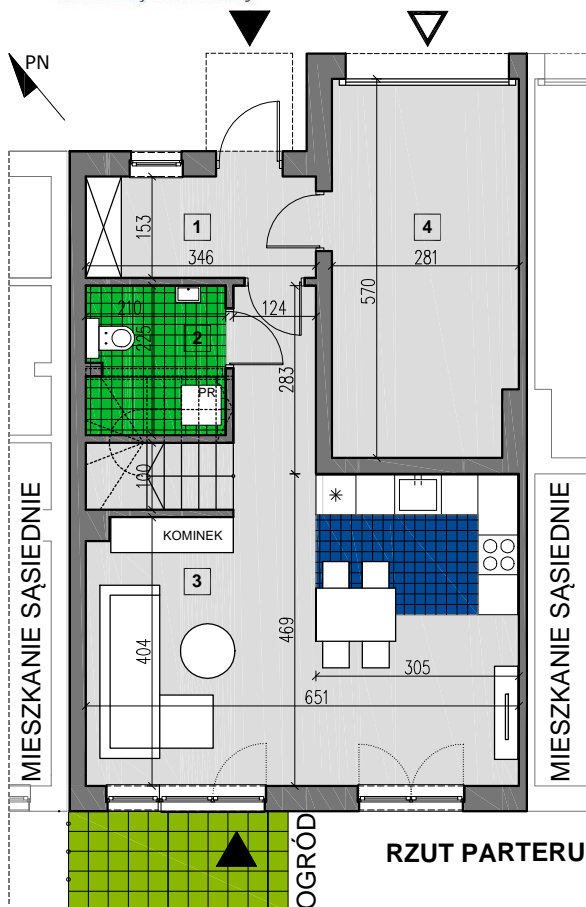 PN
1
4
153
346
281
570
210
124
2
225
283
PR
100
KOMINEK
3
404
469
305
651
MIESZKANIE SĄSIEDNIE
MIESZKANIE SĄSIEDNIE
OGRÓD
RZUT PARTERU